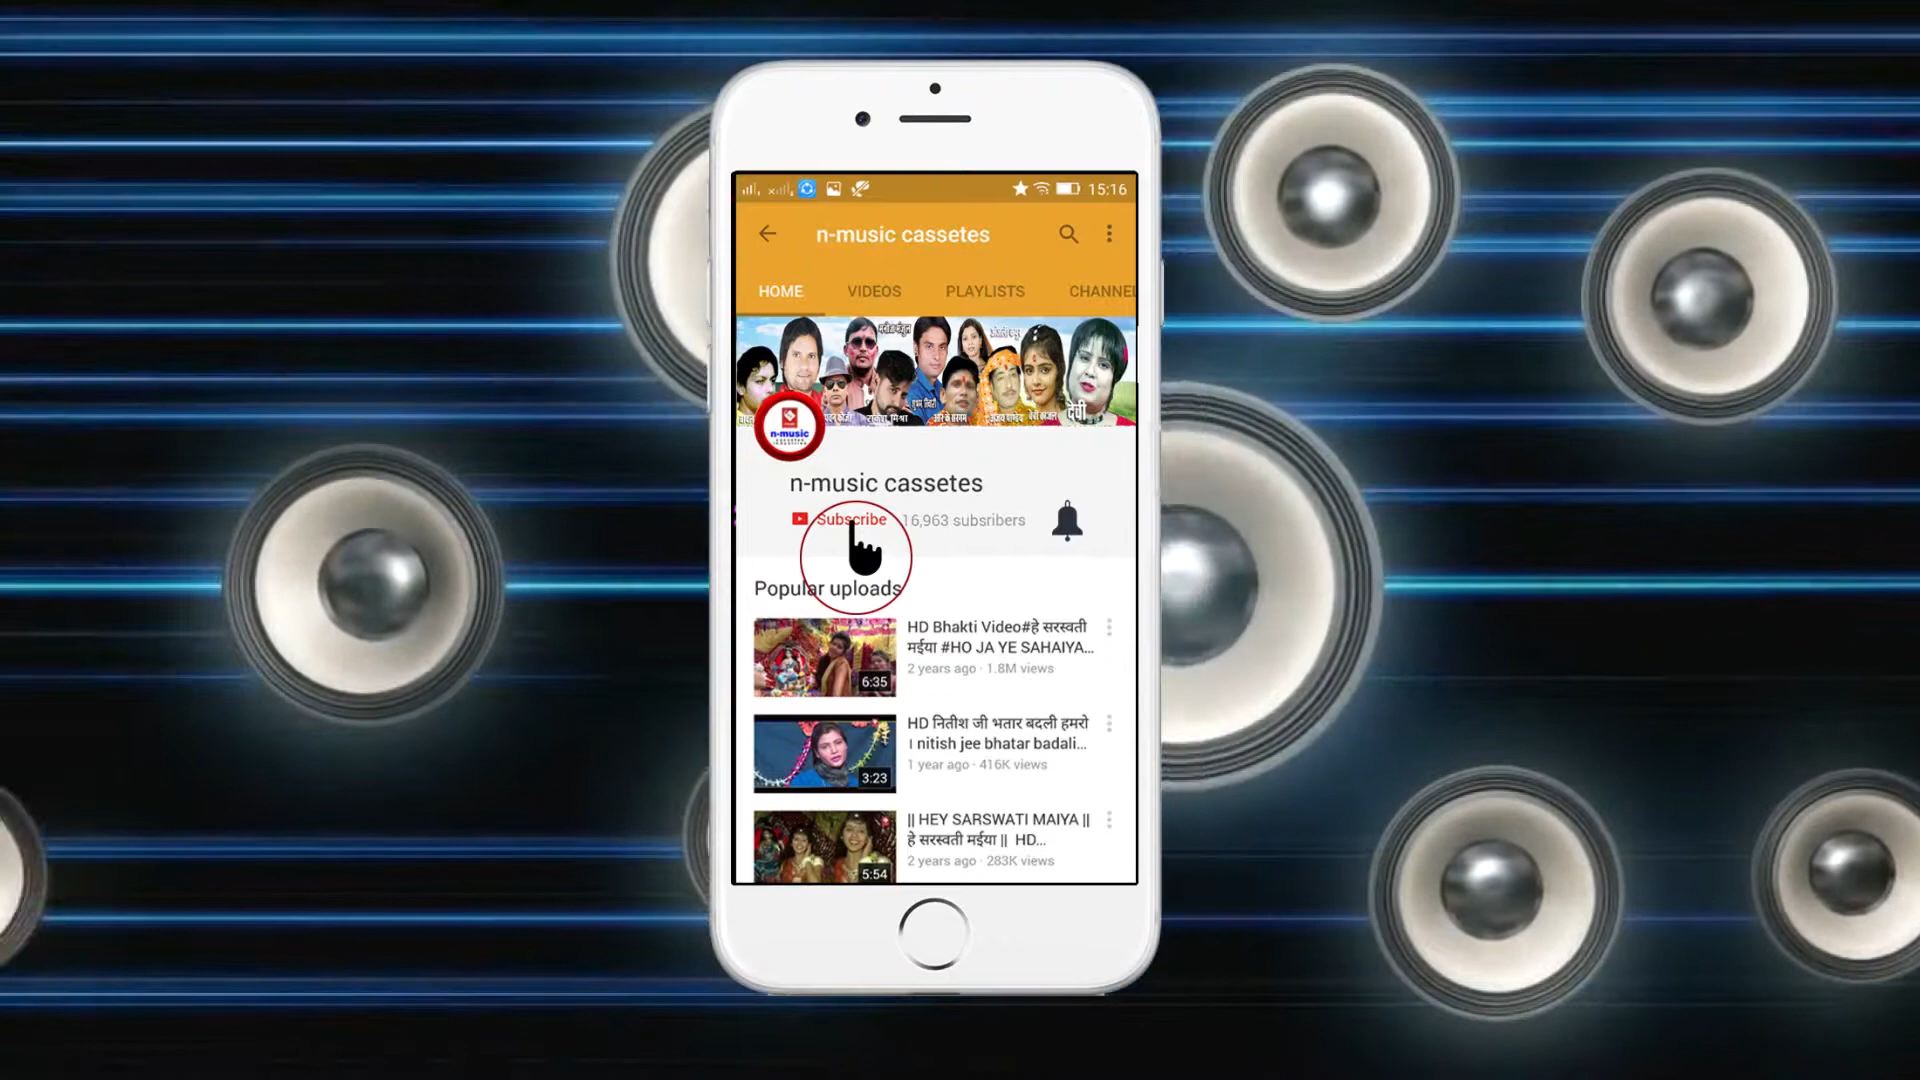 15:16
n-music cassetes
HOME VIDEOS PLAYLISTS CHANNEL
देवी
n-music
n-music cassetes
Subscribe 16,963 subsribers
Popular uploads
HD Bhakti Video#हे सरस्वती
मईया #HO JA YE SAHAIYA...
2 years ago · 1.8M views
6:35
HD नितीश जी भतार बदली हमरो
। nitish jee bhatar badali...
1 year ago · 416K views
3:23
|| HEY SARSWATI MAIYA ||
हे सरस्वती मईया || HD...
2 years ago · 283K views
5:54